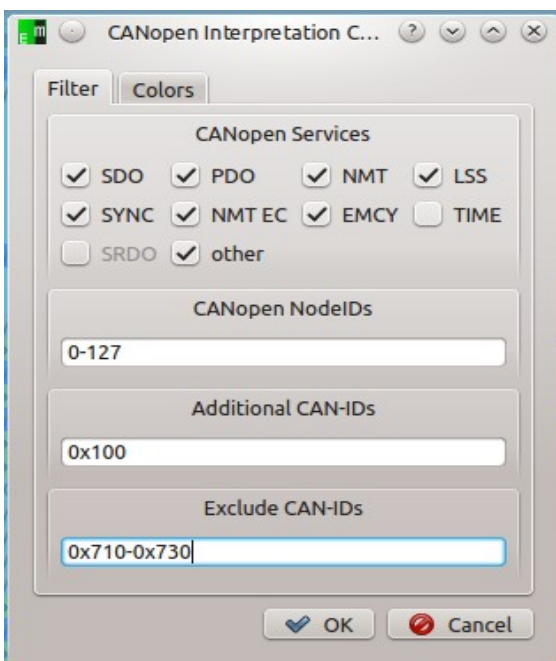 CANopen Interpretation C...
Filter Colors
CANopen Services
SDO PDO NMT LSS
SYNC NMT EC EMCY TIME
SRDO other
CANopen NodeIDs
0-127
Additional CAN-IDs
0x100
Exclude CAN-IDs
0x710-0x730
OK Cancel